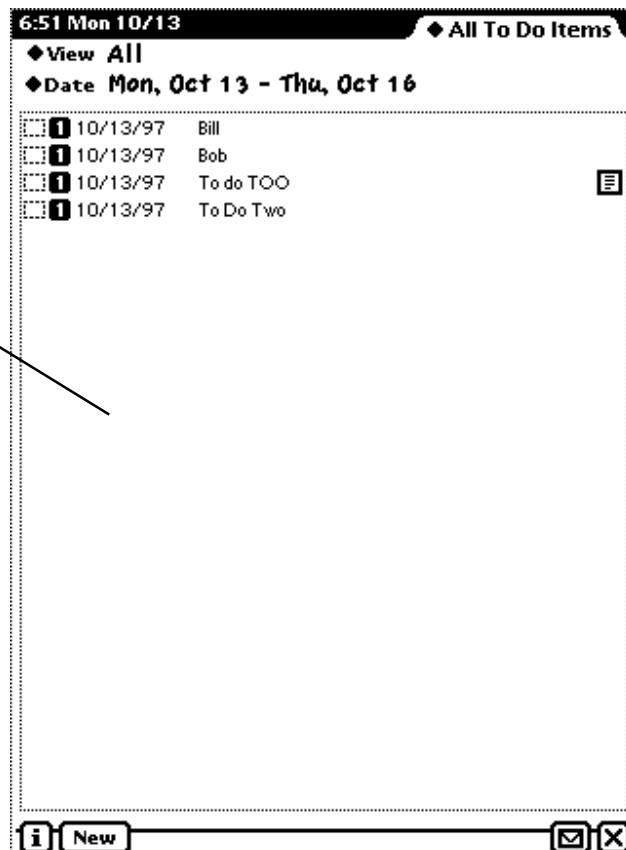 6:51 Mon 10/13 ◆ All To Do Items
◆View All
◆Date Mon, Oct 13 - Thu, Oct 16
1 10/13/97 Bill
1 10/13/97 Bob
1 10/13/97 To do TOO
1 10/13/97 To Do Two
i New